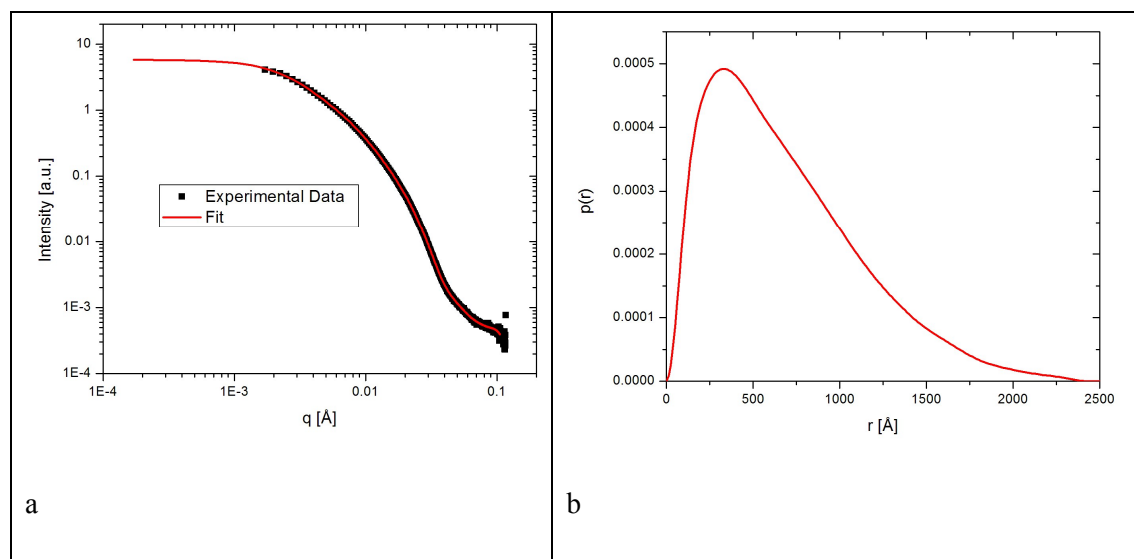 10
1
0.1
0.01
1E-3
1E-4
Intensity [a.u.]
Experimental Data
Fit
1E-4
1E-3
0.01
0.1
q [Å]
a
0.0005
0.0004
0.0003
0.0002
0.0001
0.0000
p(r)
0
500
1000
1500
2000
2500
r [Å]
b